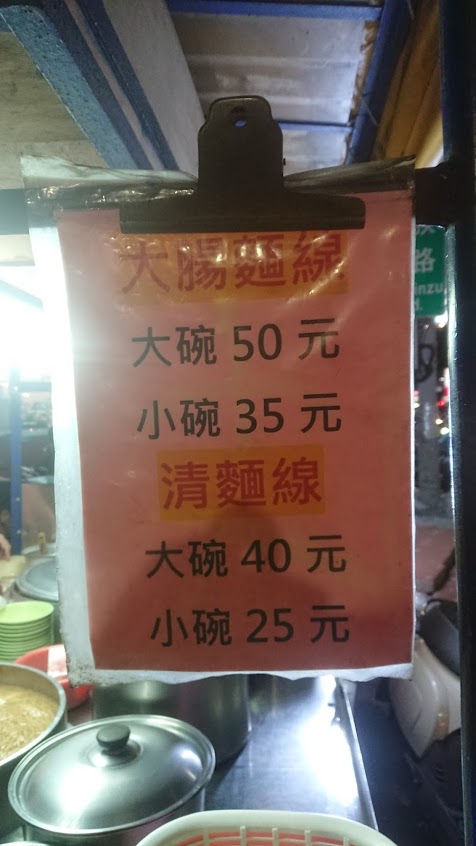 大腸麵線
大碗 50 元
小碗 35 元
清麵線
大碗 40 元
小碗 25 元
路